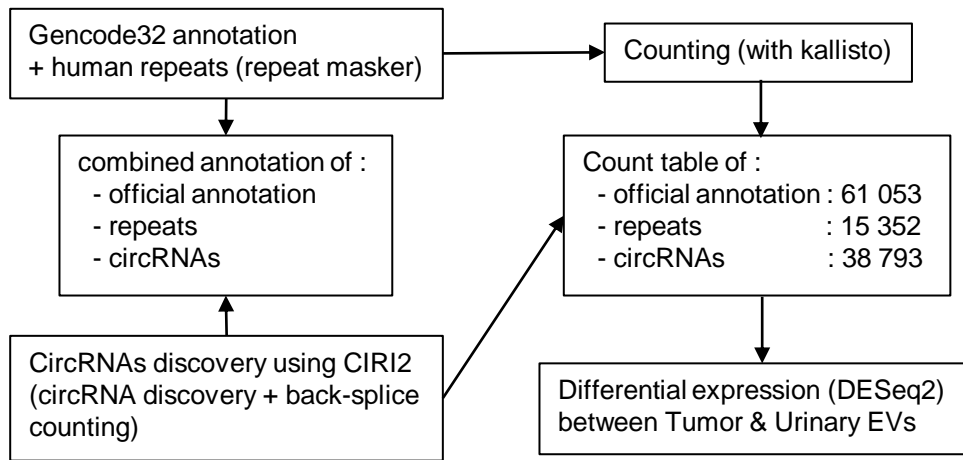 Gencode32 annotation
+ human repeats (repeat masker)
Counting (with kallisto)
combined annotation of :
- official annotation
- repeats
- circRNAs
Count table of :
- official annotation : 61 053
- repeats : 15 352
- circRNAs : 38 793
CircRNAs discovery using CIRI2
(circRNA discovery + back-splice
counting)
Differential expression (DESeq2)
between Tumor & Urinary EVs